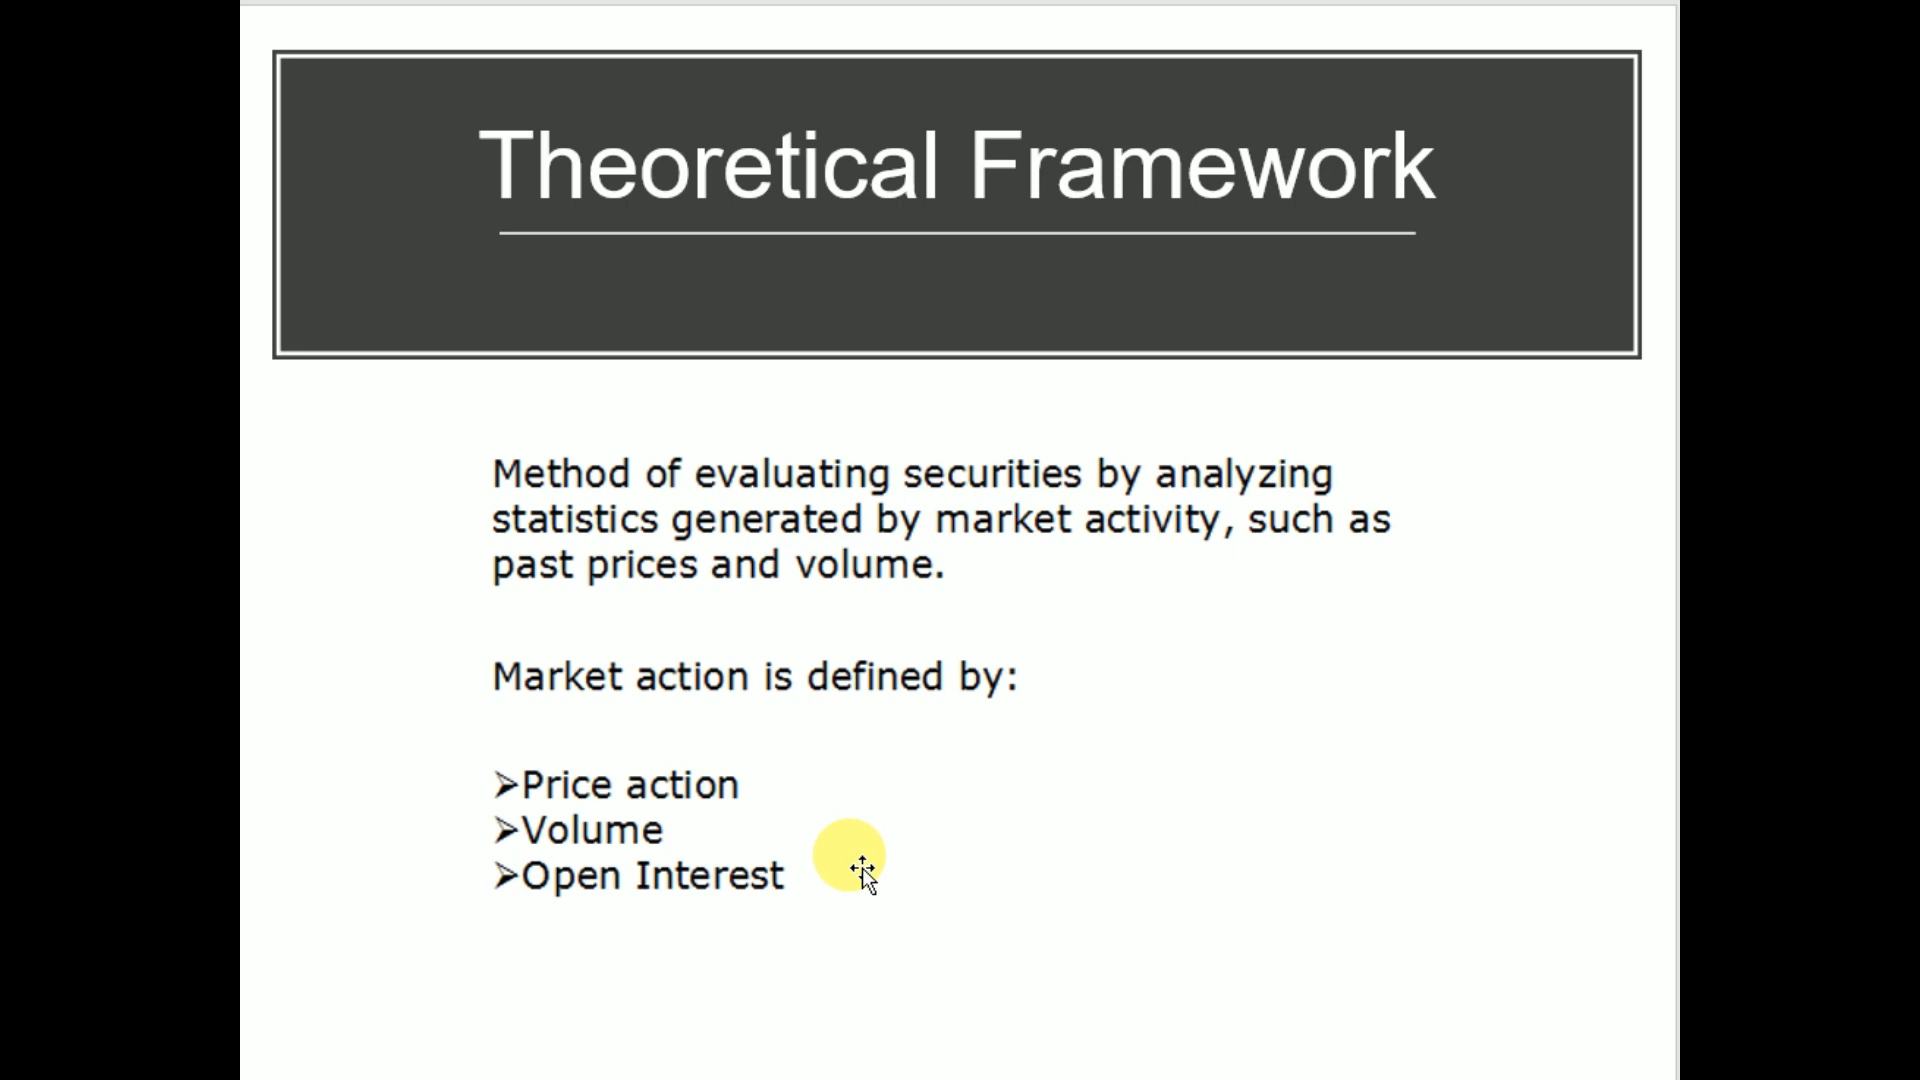 Theoretical Framework
Method of evaluating securities by analyzing
statistics generated by market activity, such as
past prices and volume.
Market action is defined by:
➢Price action
➢Volume
➢Open Interest